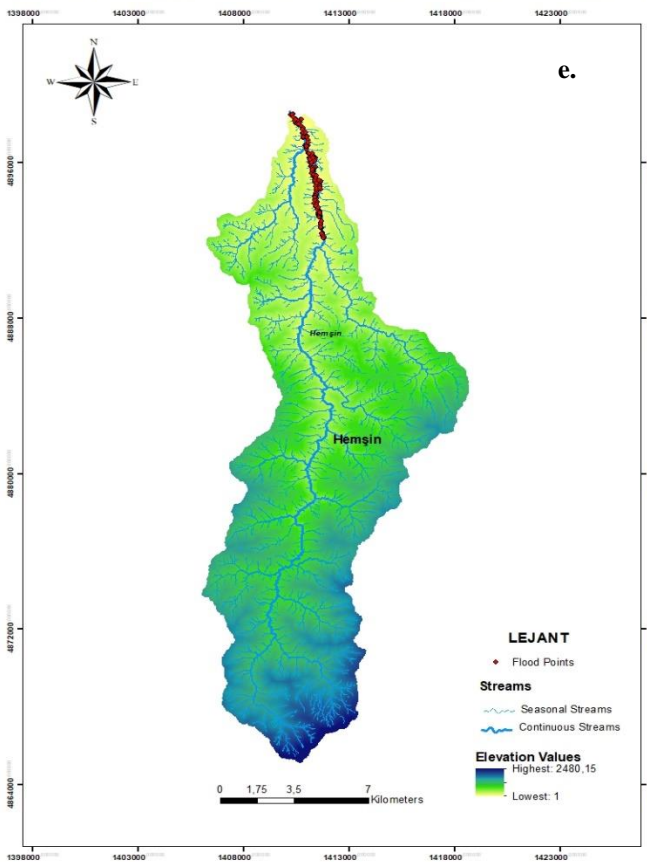 1398000 1403000 1408000 1413000 1418000 1423000
N
W E
S
e.
4896000
4888000
4880000
4872000
4864000
Hemşin
Hemşin
LEJANT
Flood Points
Streams
Seasonal Streams
Continuous Streams
Elevation Values
Highest: 2480,15
Lowest: 1
0 1,75 3,5 7
Kilometers
1398000 1403000 1408000 1413000 1418000 1423000